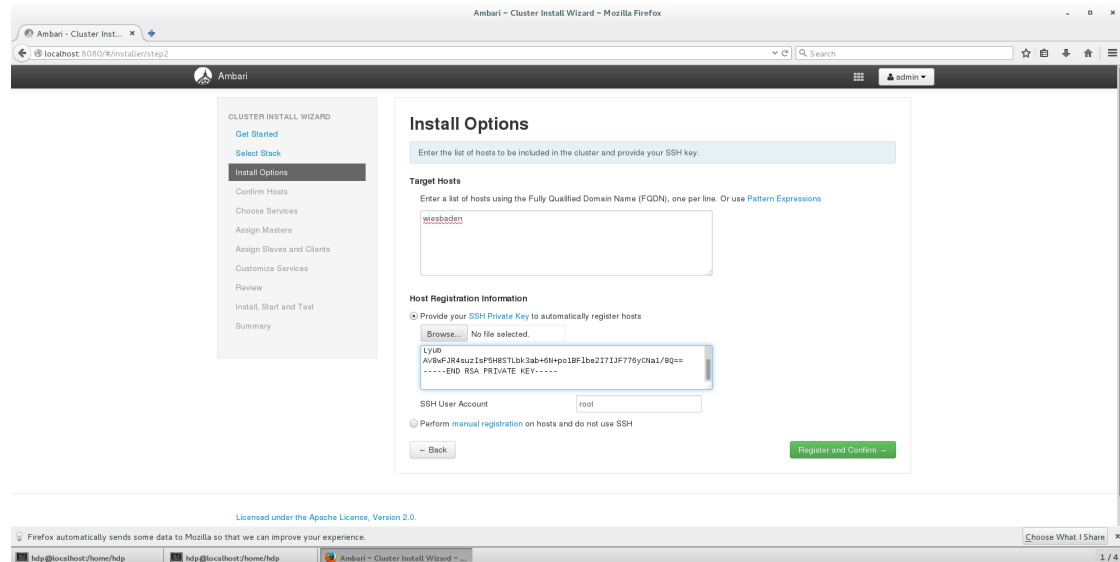 Ambari - Cluster Install Wizard - Mozilla Firefox
Ambari - Cluster Inst...
localhost:8080/#/installer/step2
Search
Ambari
admin
CLUSTER INSTALL WIZARD
Get Started
Select Stack
Install Options
Confirm Hosts
Choose Services
Assign Masters
Assign Slaves and Clients
Customize Services
Review
Install, Start and Test
Summary
Install Options
Enter the list of hosts to be included in the cluster and provide your SSH key.
Target Hosts
Enter a list of hosts using the Fully Qualified Domain Name (FQDN), one per line. Or use Pattern Expressions
wiesbaden
Host Registration Information
Provide your SSH Private Key to automatically register hosts
Browse... No file selected.
Lyub
AV8wFJR4suzIsP5H8STLbk3ab+6N+po1BFlbe2I7IJF776yCNa1/8Q==
-----END RSA PRIVATE KEY-----
SSH User Account root
Perform manual registration on hosts and do not use SSH
← Back
Register and Confirm →
Licensed under the Apache License, Version 2.0.
Firefox automatically sends some data to Mozilla so that we can improve your experience.
Choose What I Share
hdp@localhost:/home/hdp
hdp@localhost:/home/hdp
Ambari - Cluster Install Wizard - ...
1 / 4